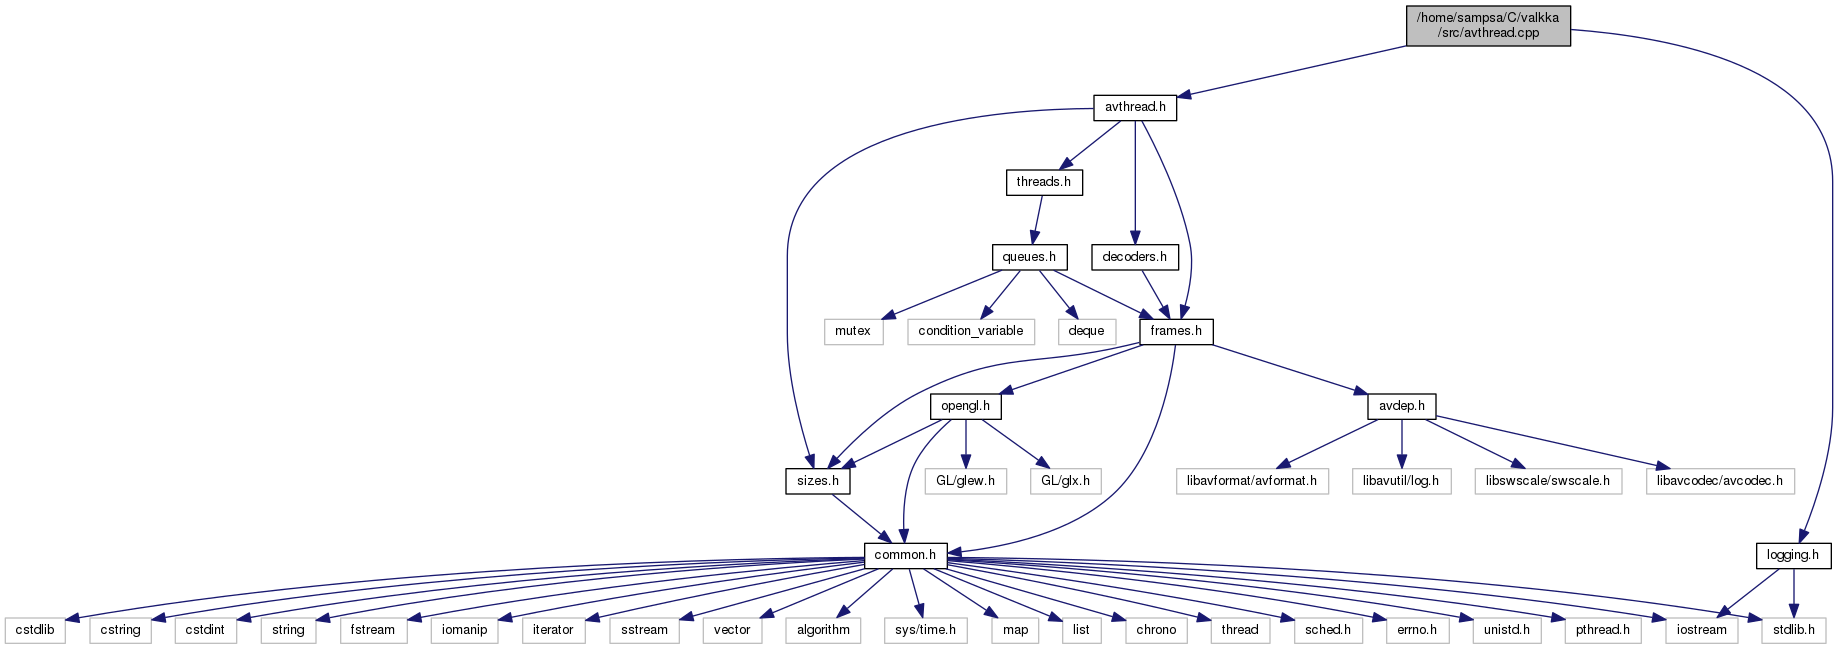 /home/sampsa/C/valkka
/src/avthread.cpp
avthread.h
threads.h
queues.h
decoders.h
mutex
condition_variable
deque
frames.h
opengl.h
avdep.h
sizes.h
GL/glew.h
GL/glx.h
libavformat/avformat.h
libavutil/log.h
libswscale/swscale.h
libavcodec/avcodec.h
common.h
logging.h
cstdlib
cstring
cstdint
string
fstream
iomanip
iterator
sstream
vector
algorithm
sys/time.h
map
list
chrono
thread
sched.h
errno.h
unistd.h
pthread.h
iostream
stdlib.h